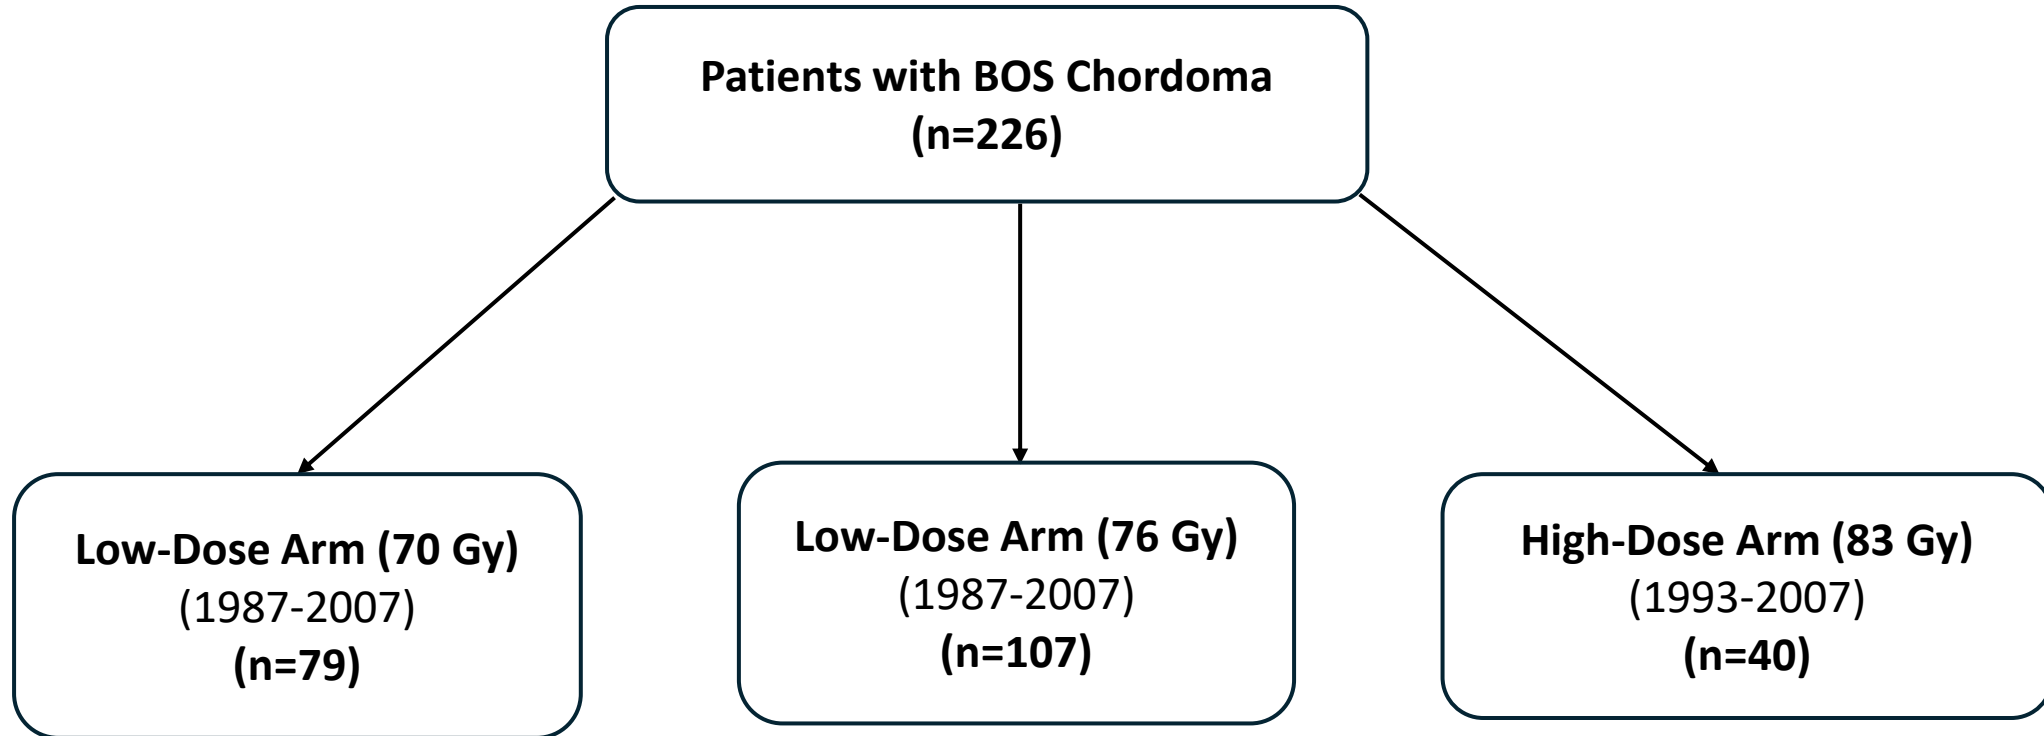 Patients with BOS Chordoma
(n=226)
Low-Dose Arm (70 Gy)
(1987-2007)
(n=79)
Low-Dose Arm (76 Gy)
(1987-2007)
(n=107)
High-Dose Arm (83 Gy)
(1993-2007)
(n=40)